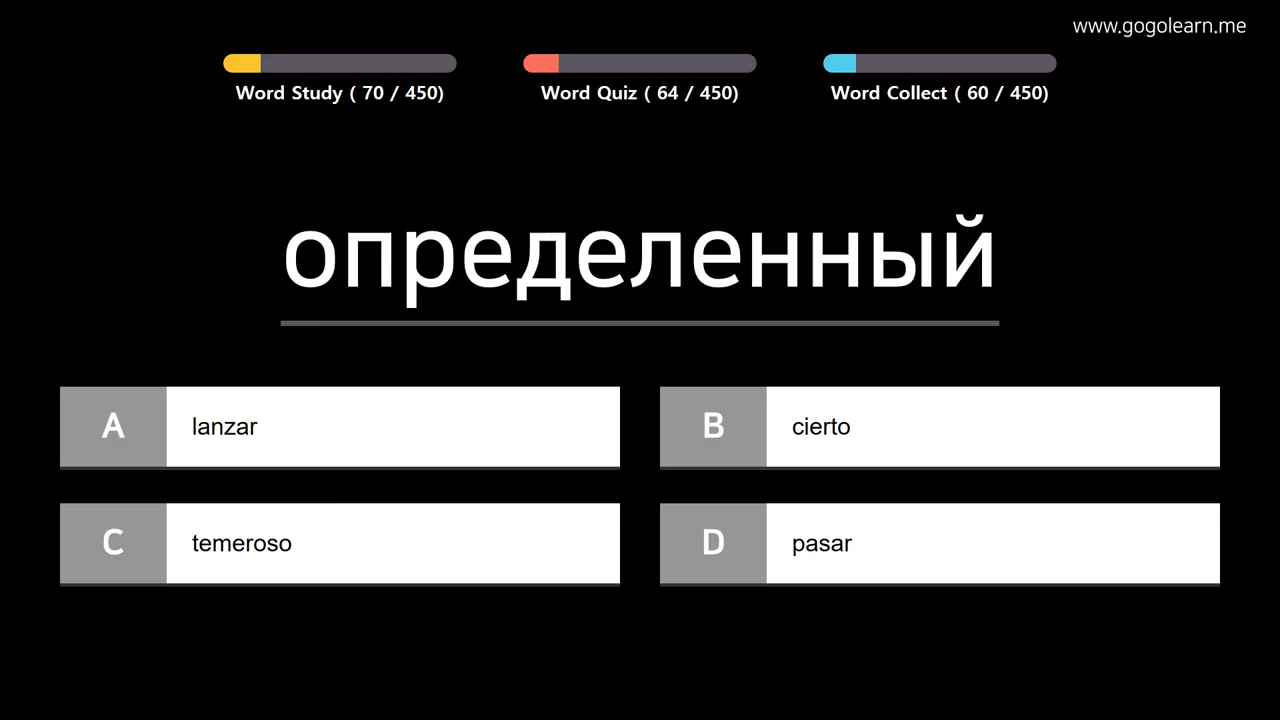 www.gogolearn.me
Word Study ( 70 / 450)
Word Quiz ( 64 / 450)
Word Collect ( 60 / 450)
определенный
A lanzar
B cierto
C temeroso
D pasar